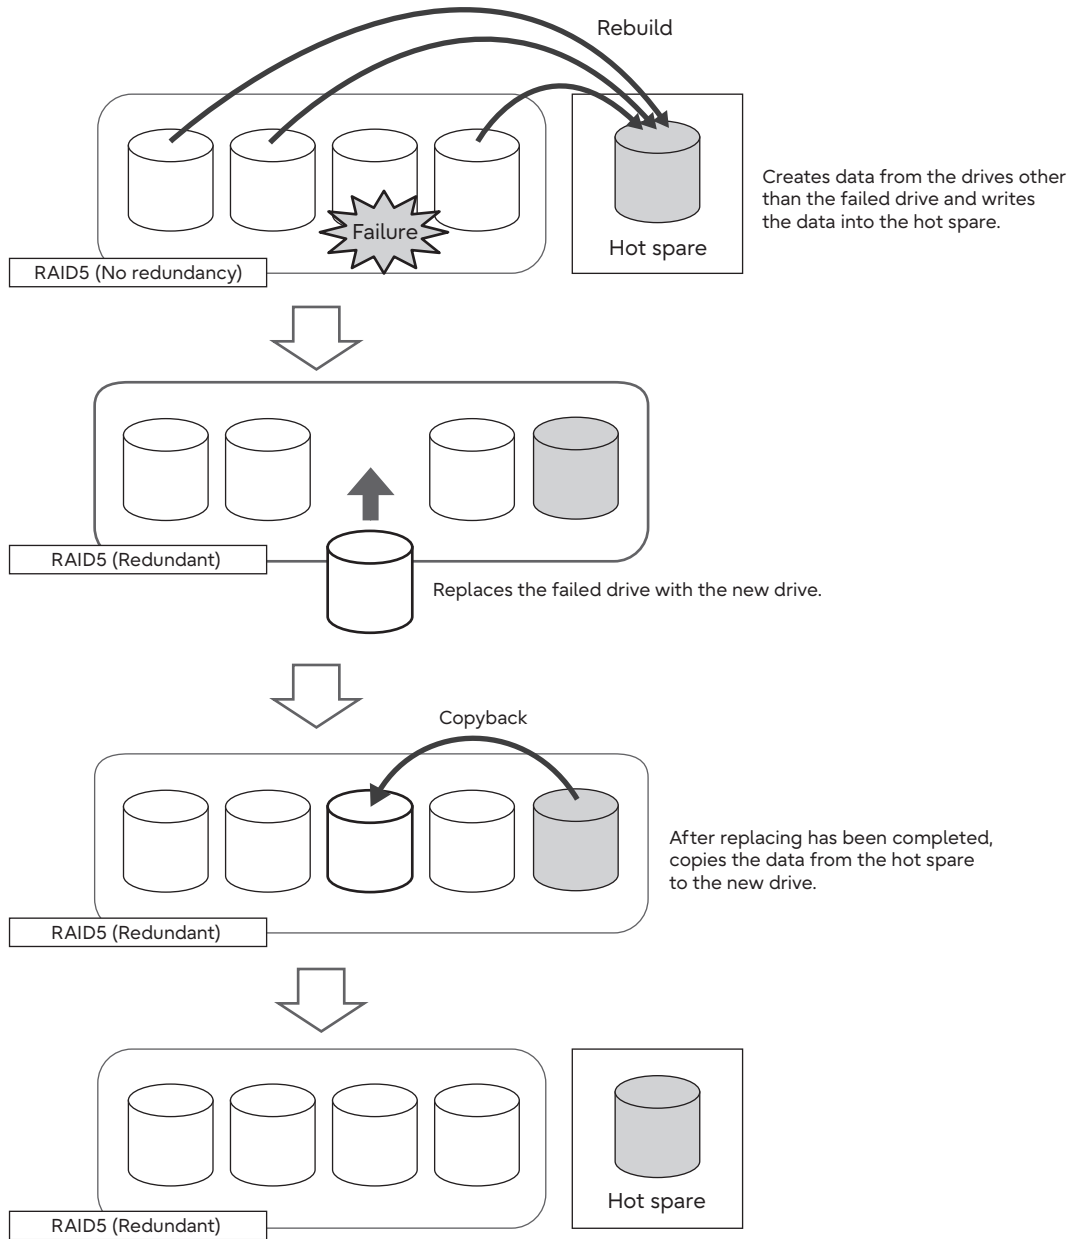 Rebuild
Creates data from the drives other
than the failed drive and writes
the data into the hot spare.
Failure
Hot spare
RAID5 (No redundancy)
RAID5 (Redundant)
Replaces the failed drive with the new drive.
Copyback
After replacing has been completed,
copies the data from the hot spare
to the new drive.
RAID5 (Redundant)
Hot spare
RAID5 (Redundant)